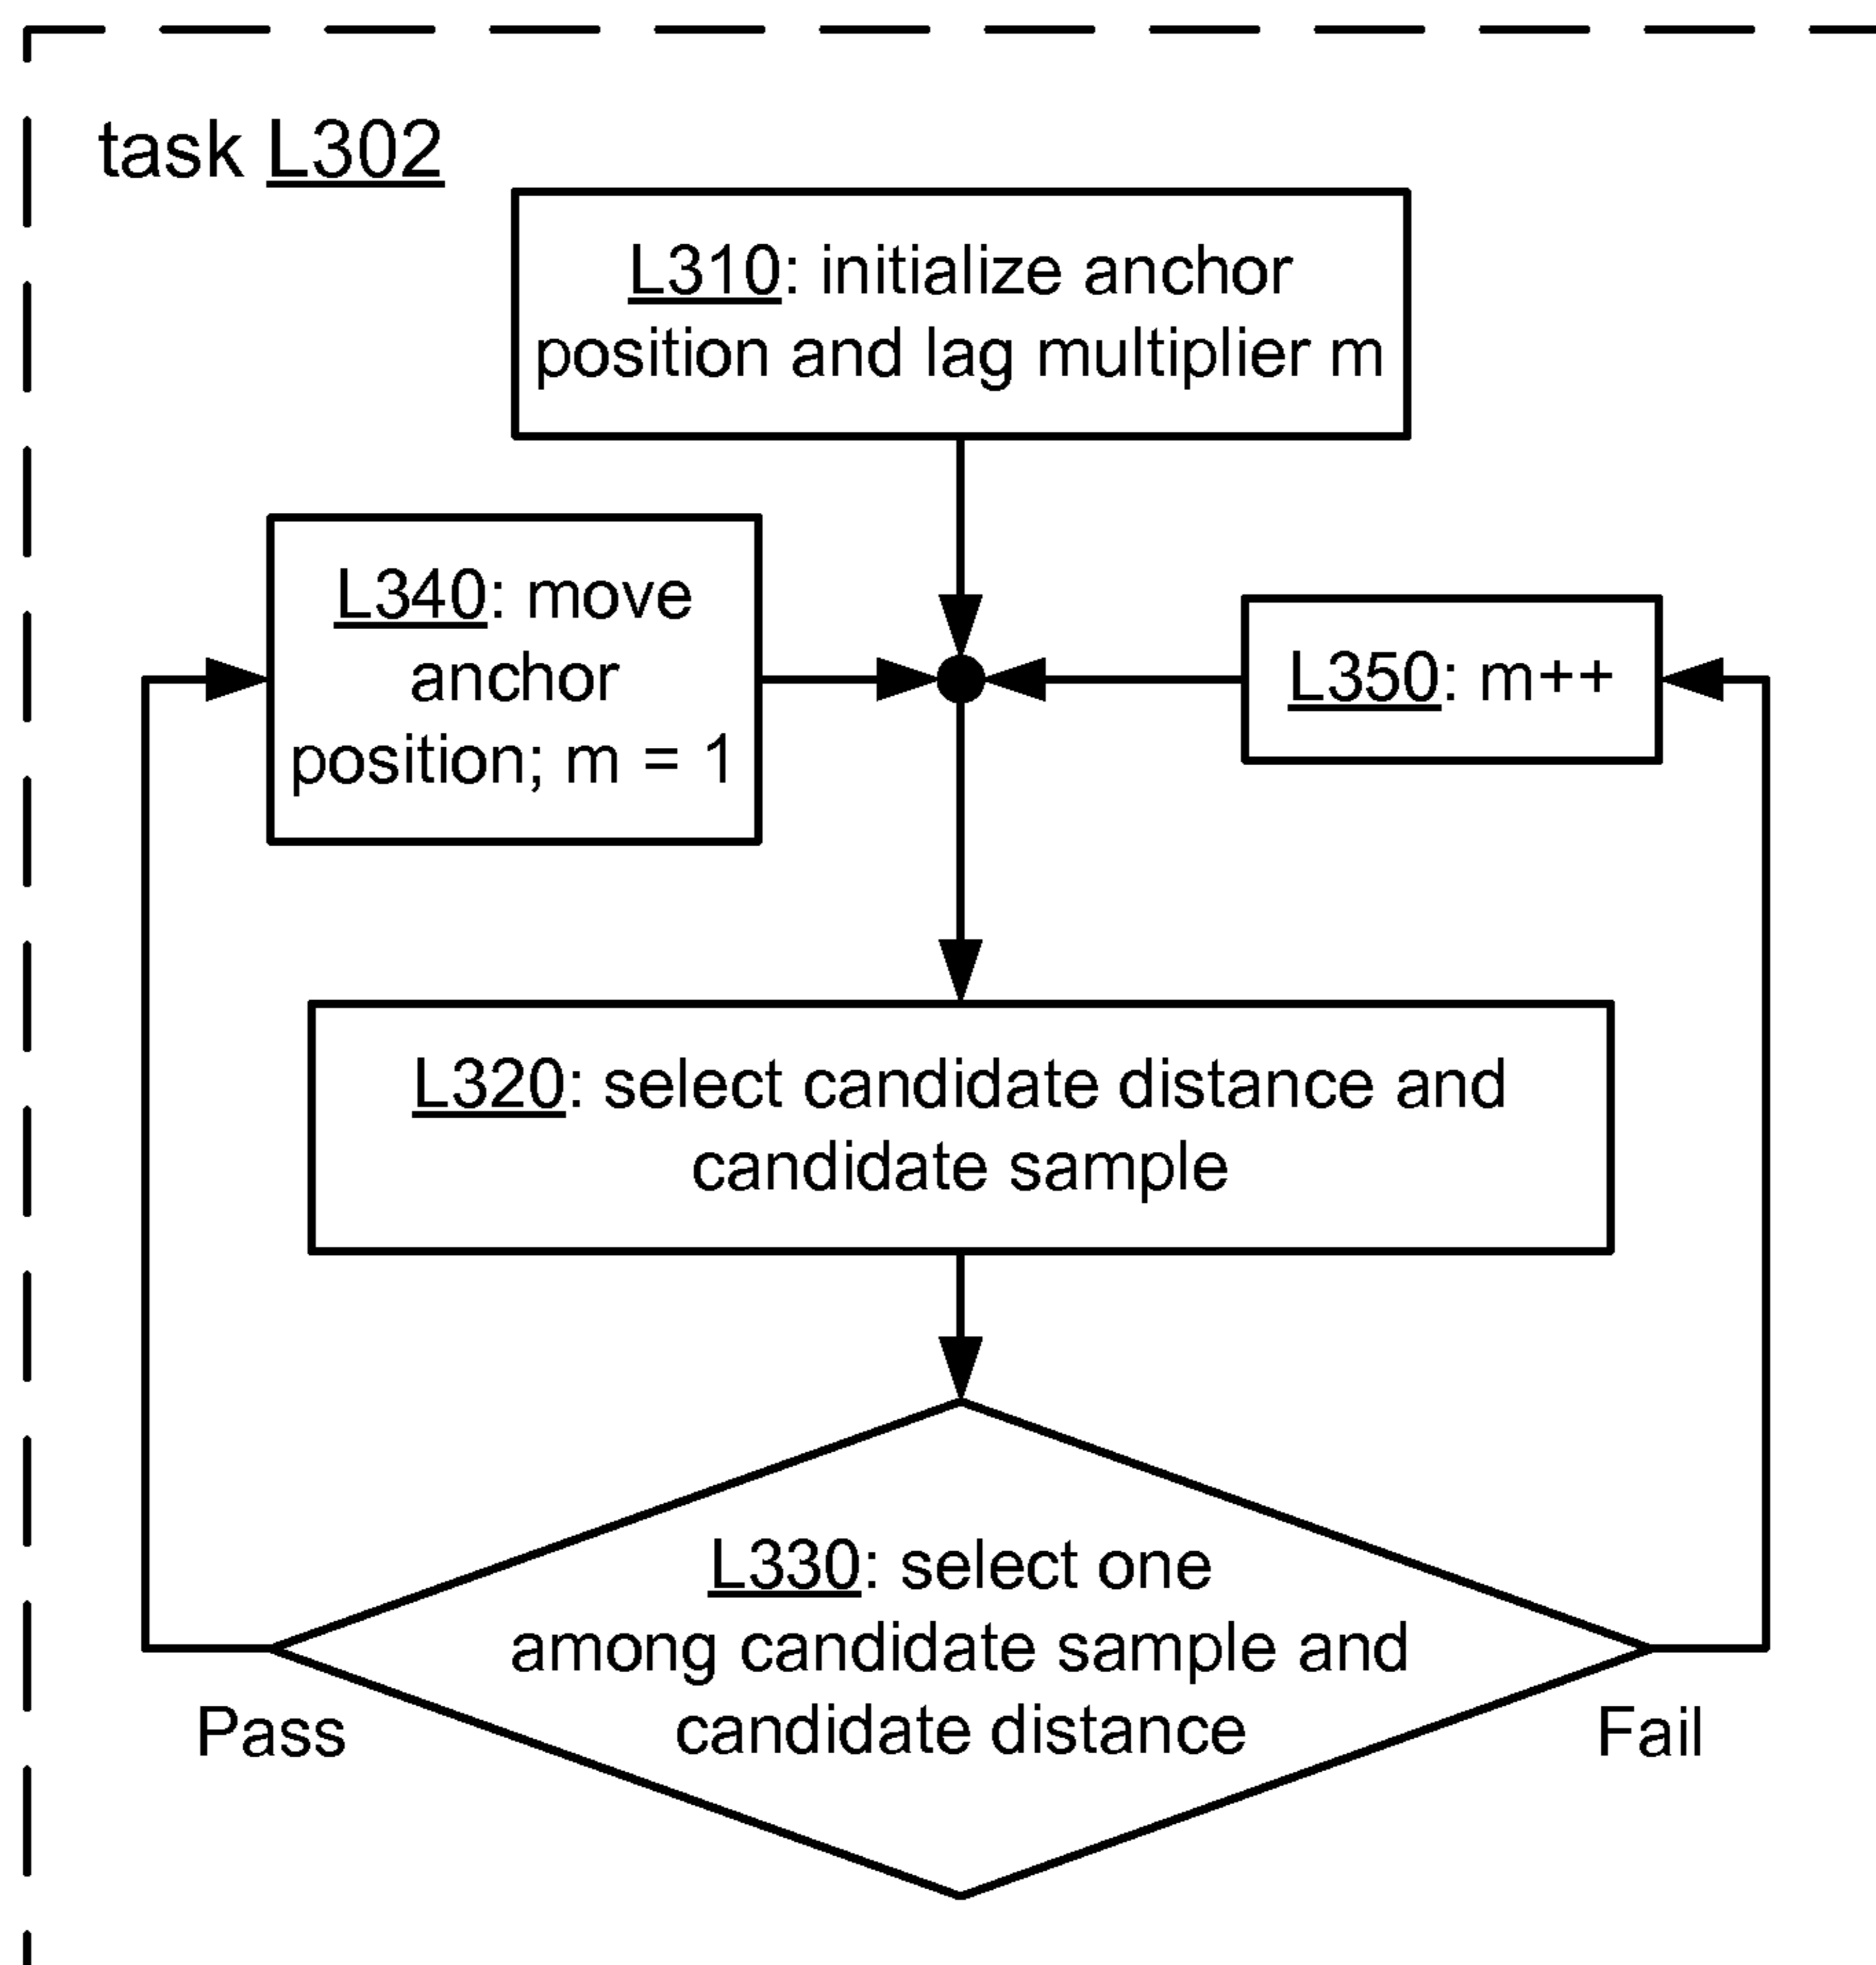 task L302
L310: initialize anchor
position and lag multiplier m
L340: move
anchor
position; m = 1
L350: m++
L320: select candidate distance and
candidate sample
L330: select one
among candidate sample and
candidate distance
Pass
Fail